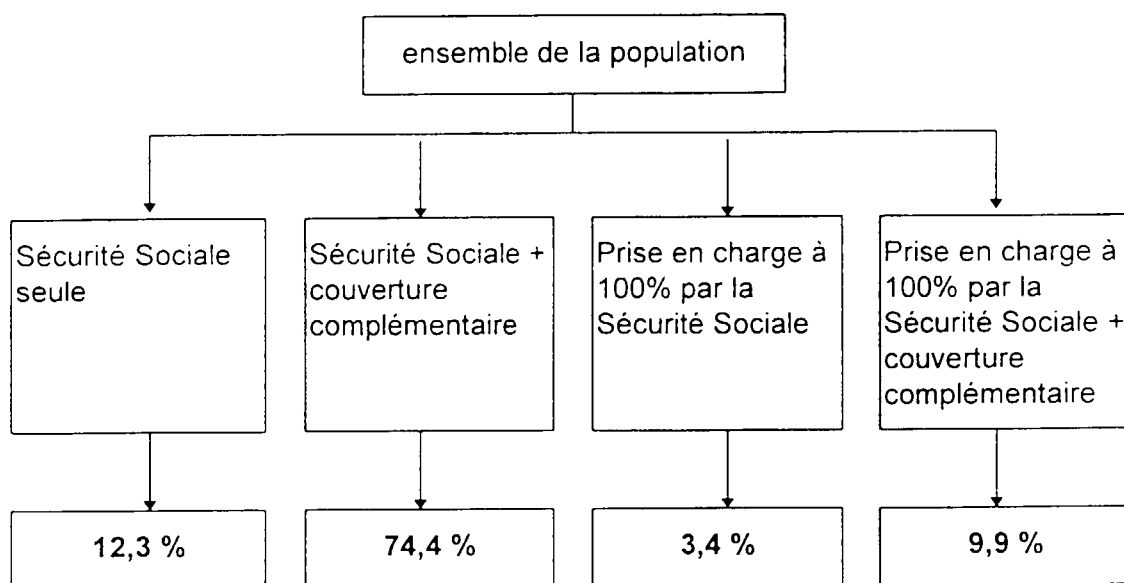 ensemble de la population
Sécurité Sociale
seule
Sécurité Sociale +
couverture
complémentaire
Prise en charge à
100% par la
Sécurité Sociale
Prise en charge à
100% par la
Sécurité Sociale +
couverture
complémentaire
12,3 %
74,4 %
3,4 %
9,9 %